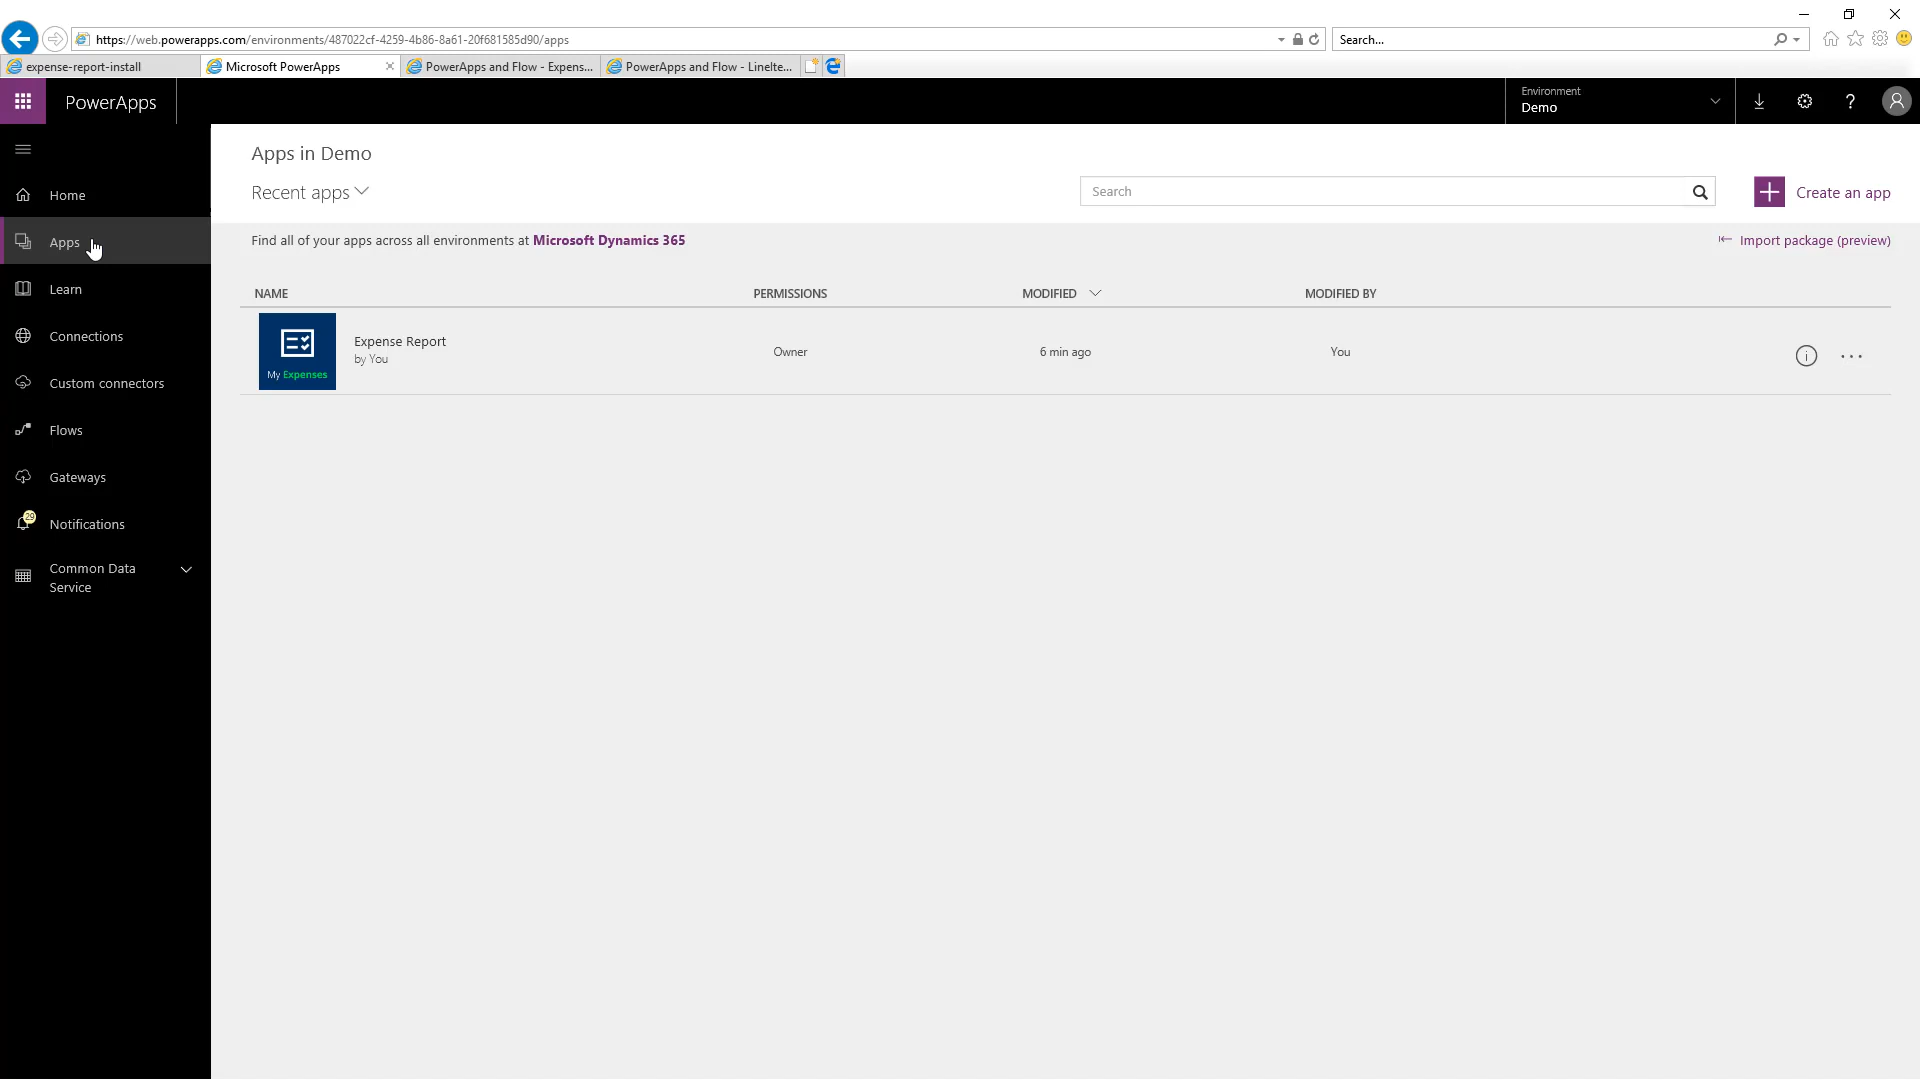 https://web.powerapps.com/environments/487022cf-4259-4b86-8a61-20f681585d90/apps
Search...
expense-report-install
Microsoft PowerApps
PowerApps and Flow - Expens...
PowerApps and Flow - LineIte...
PowerApps
Environment
Demo
?
Home
Apps
Learn
Connections
Custom connectors
Flows
Gateways
29
Notifications
Common Data
Service
Apps in Demo
Recent apps
Search
Create an app
Find all of your apps across all environments at Microsoft Dynamics 365
Import package (preview)
NAME
PERMISSIONS
MODIFIED
MODIFIED BY
My Expenses
Expense Report
by You
Owner
6 min ago
You